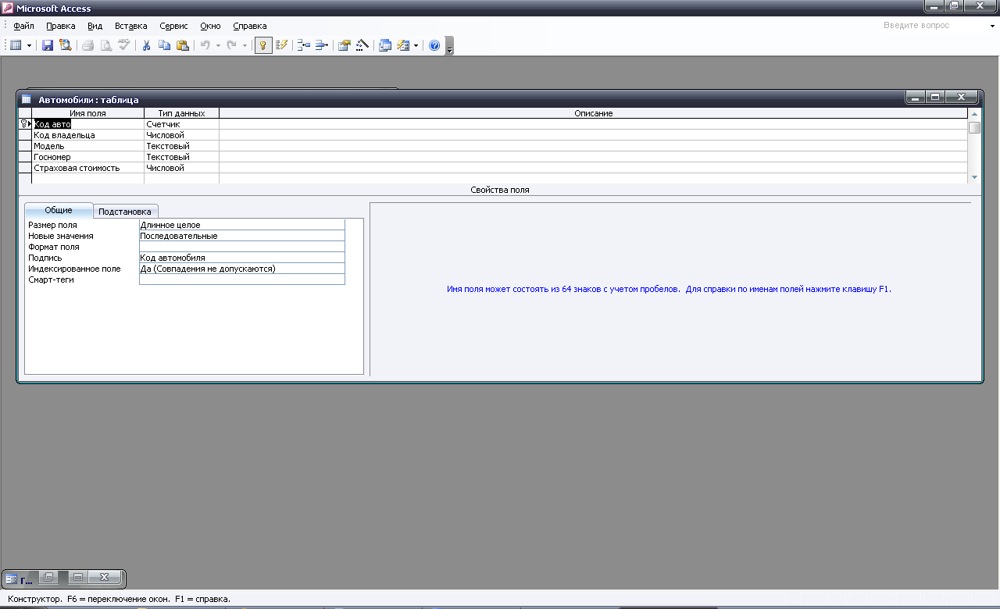 Microsoft Access
Файл Правка Вид Вставка Сервис Окно Справка Введите вопрос
Автомобили : таблица
Имя поля Тип данных Описание
Код авто Счетчик
Код владельца Числовой
Модель Текстовый
Госномер Текстовый
Страховая стоимость Числовой
Свойства поля
Общие Подстановка
Размер поля Длинное целое
Новые значения Последовательные
Формат поля
Подпись Код автомобиля
Индексированное поле Да (Совпадения не допускаются)
Смарт-теги
Имя поля может состоять из 64 знаков с учетом пробелов. Для справки по именам полей нажмите клавишу F1.
Г...
Конструктор. F6 = переключение окон. F1 = справка.